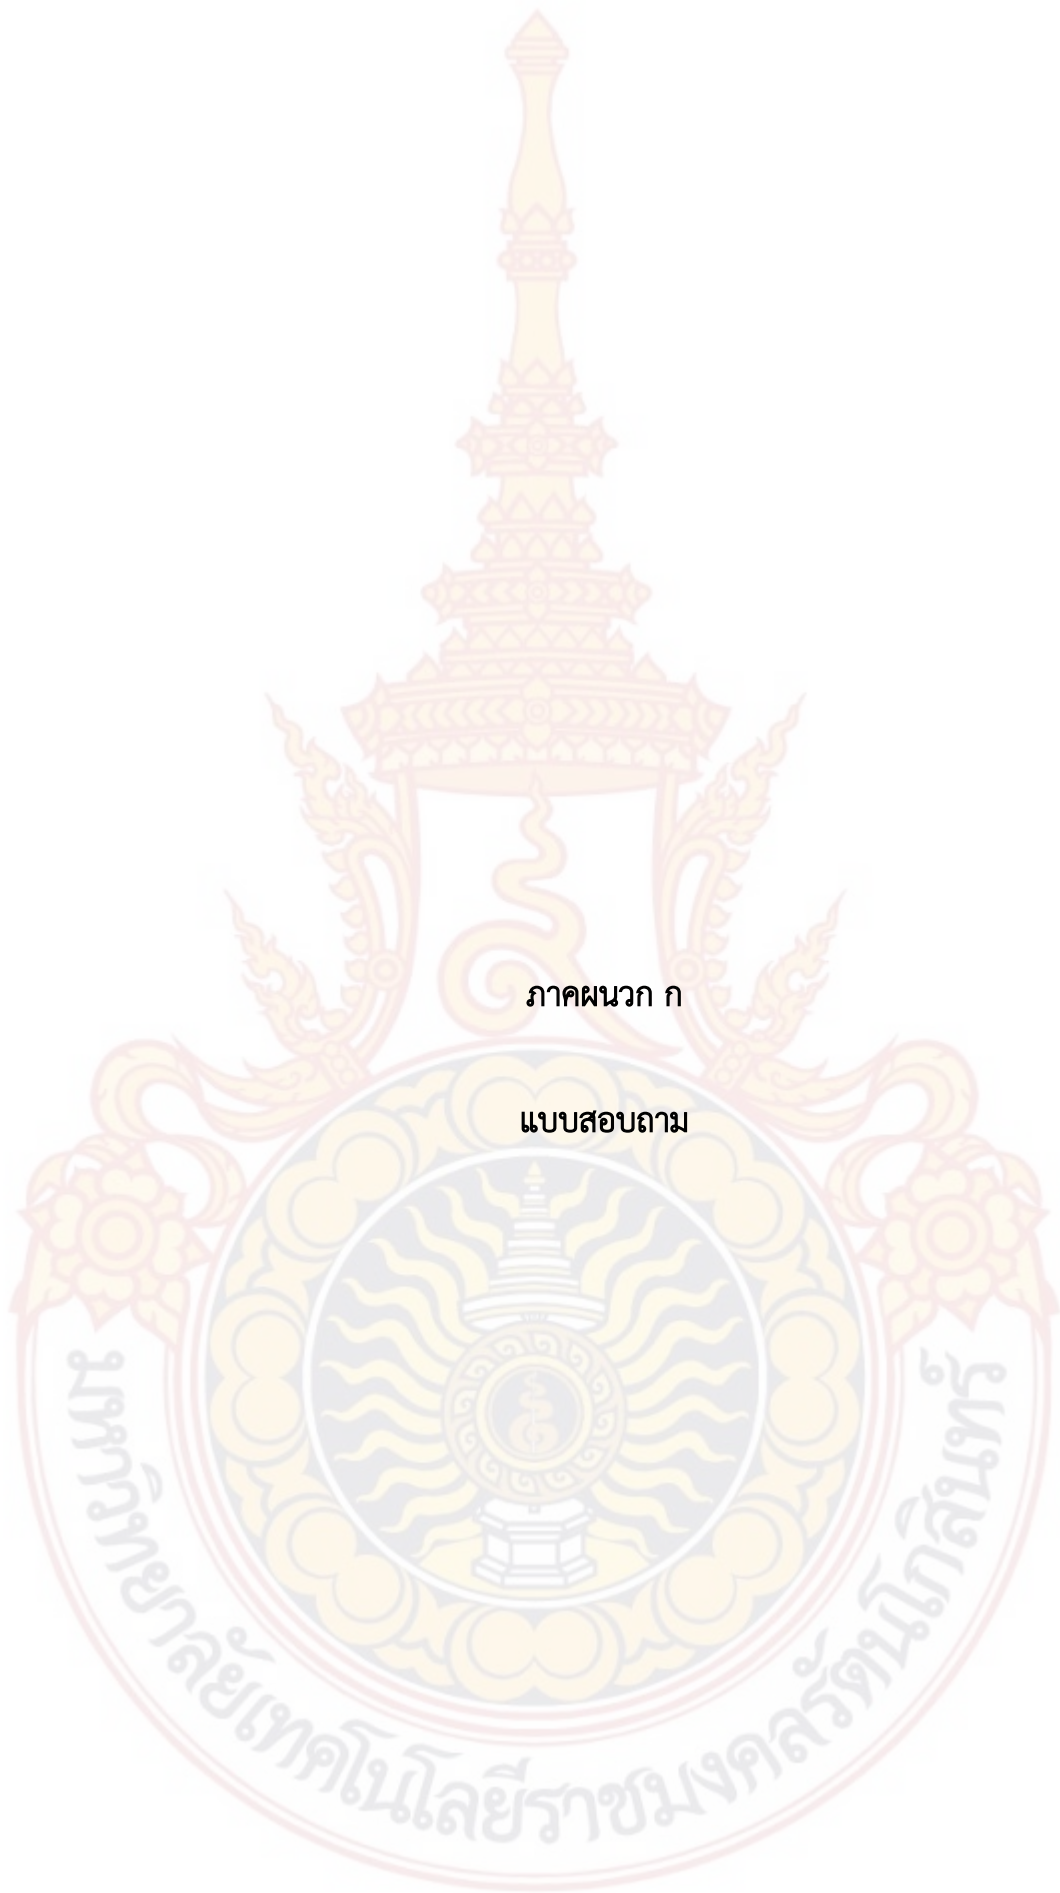 ภาคผนวก ก
แบบสอบถาม
มหาวิทยาลัยเทคโนโลยีราชมงคลรัตนโกสินทร์